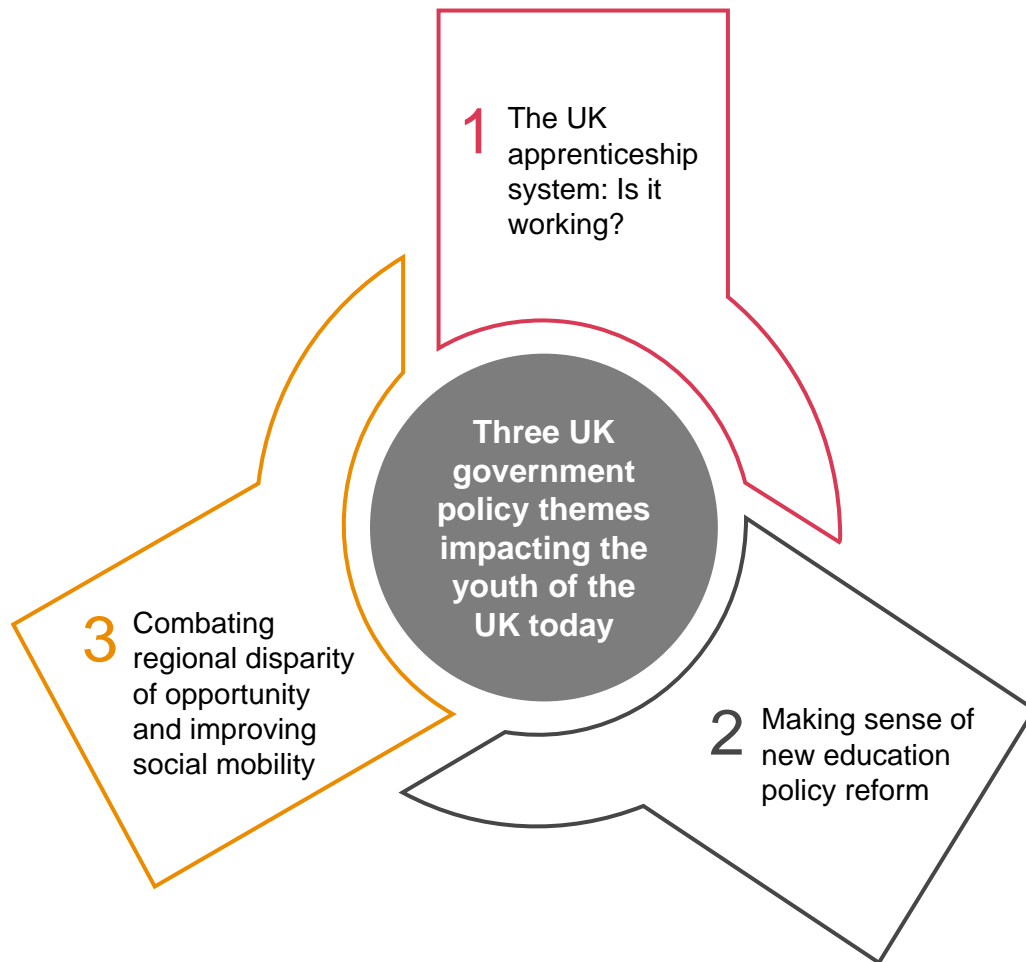 1
The UK
apprenticeship
system: Is it
working?
Three UK
government
policy themes
impacting the
youth of the
UK today
2
Making sense of
new education
policy reform
3
Combating
regional disparity
of opportunity
and improving
social mobility